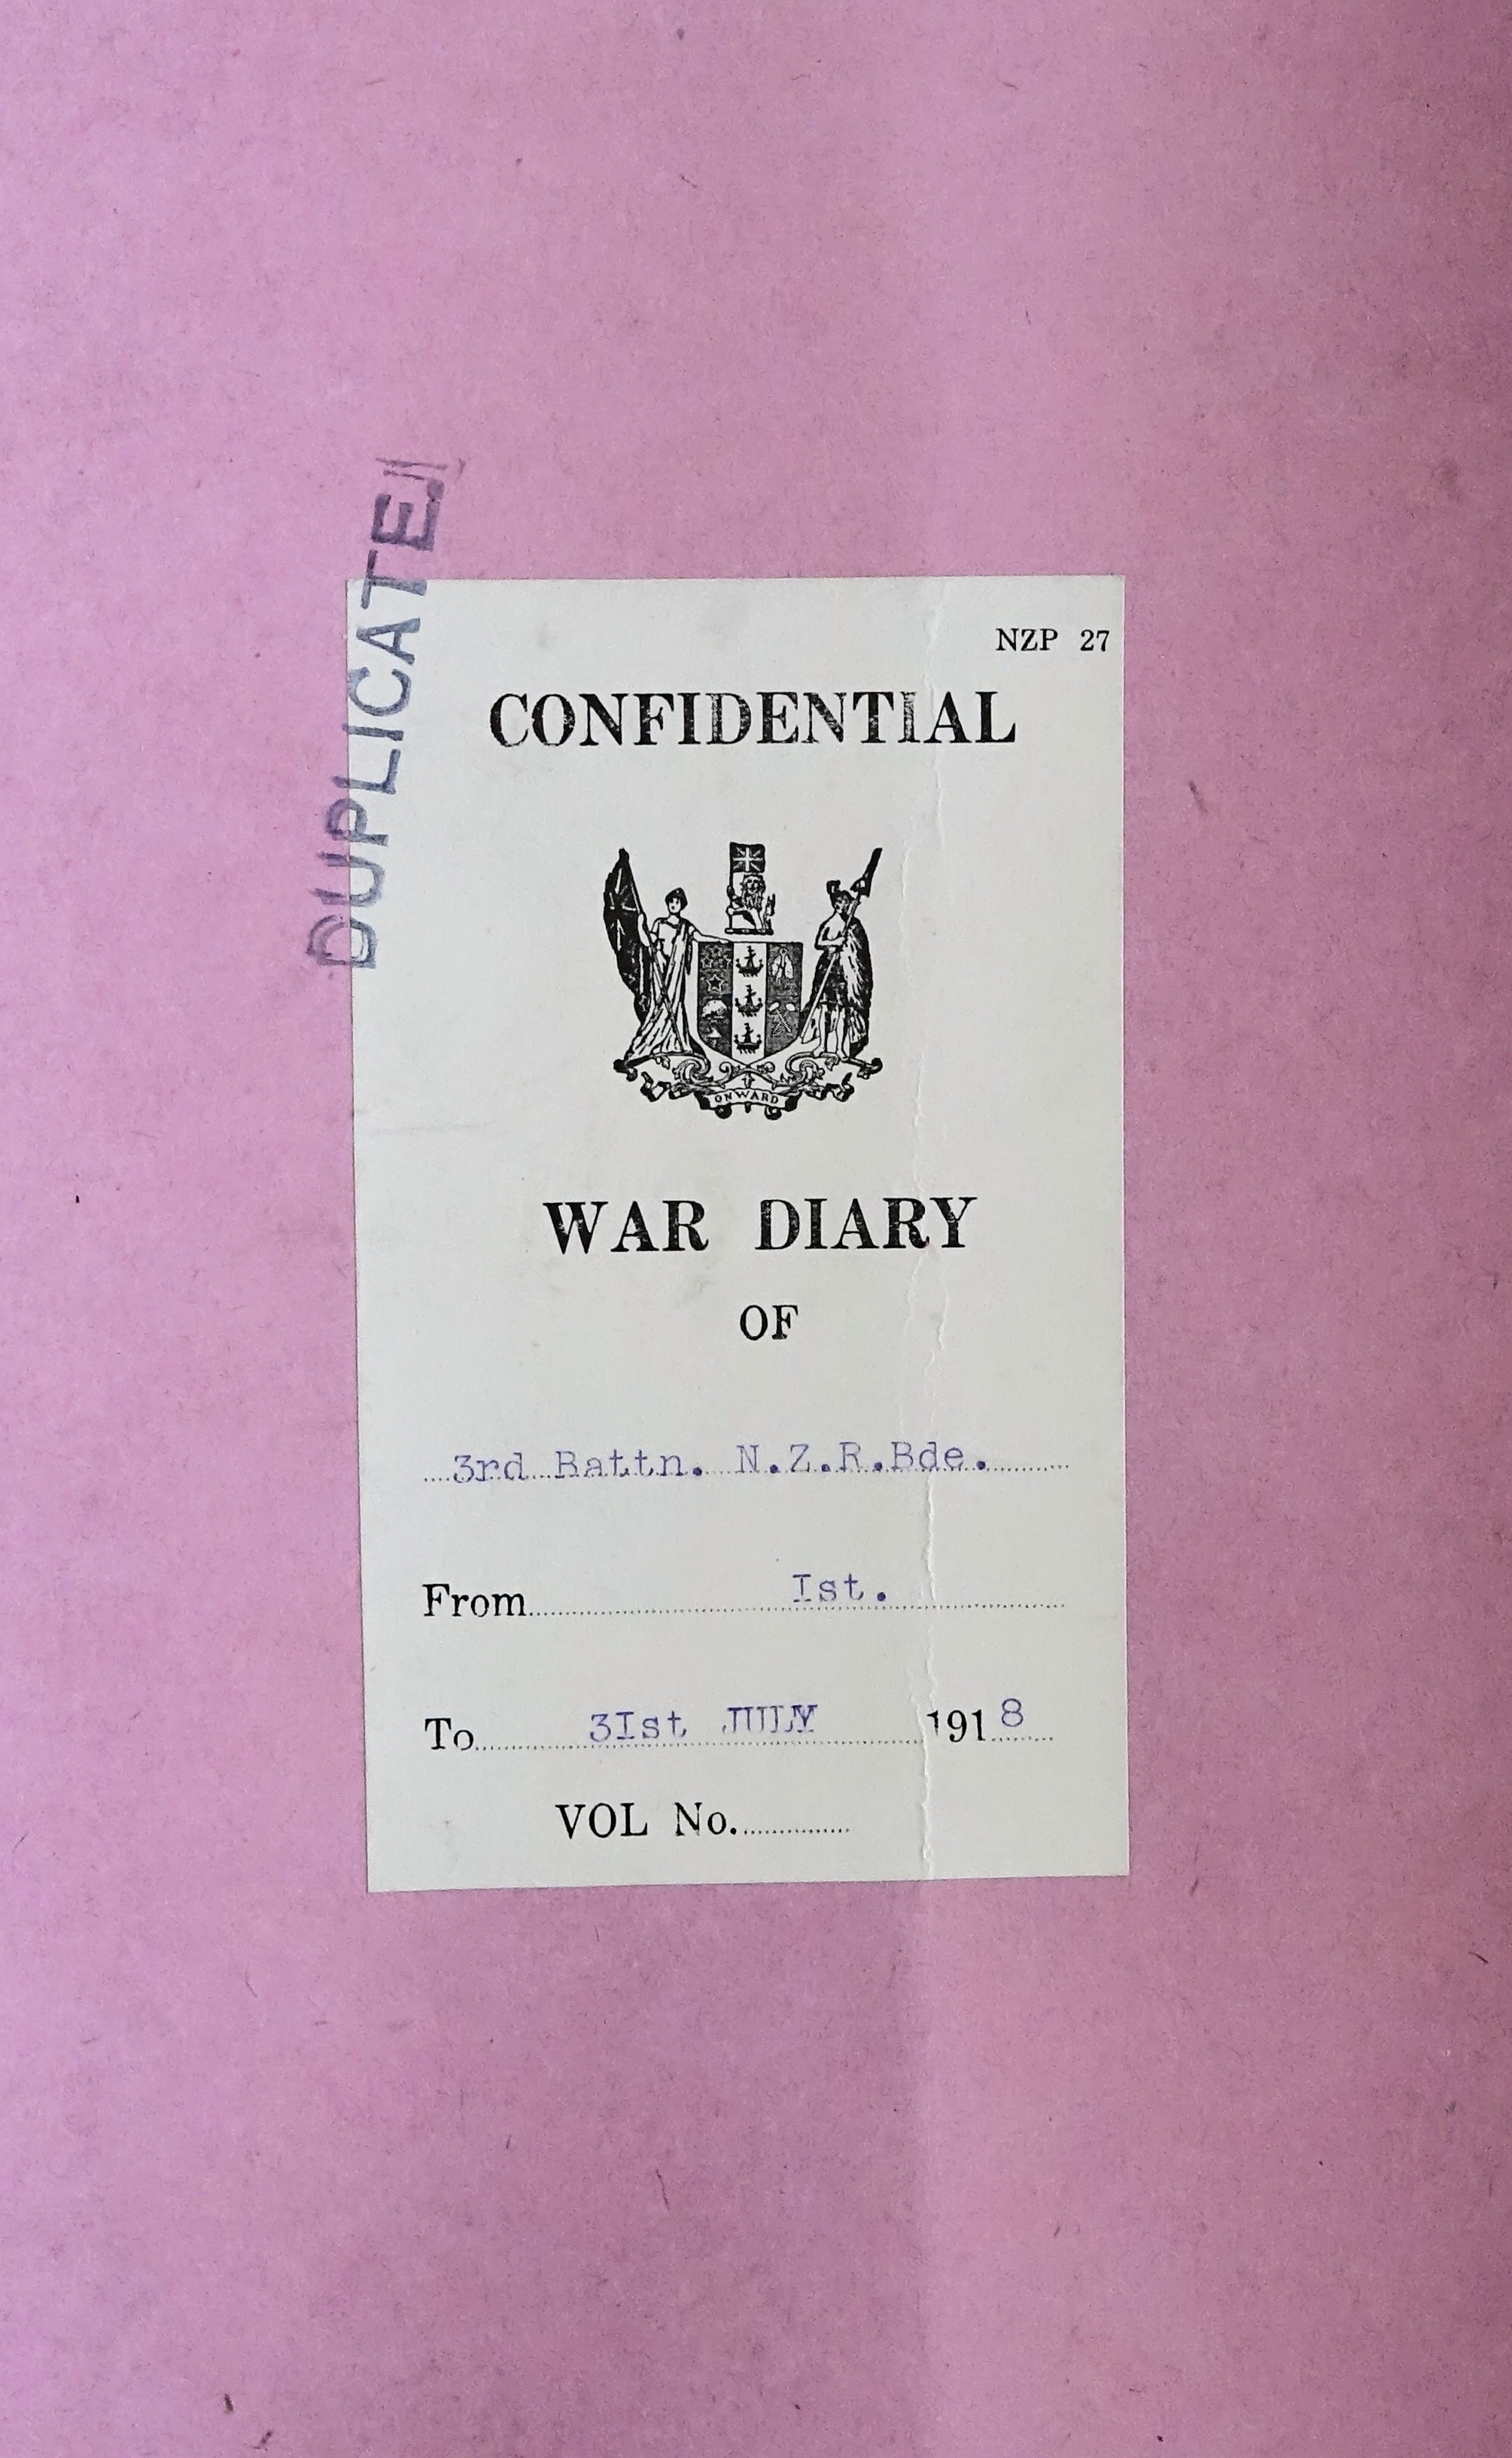 DUPLICATE
NZP 27
CONFIDENTIAL
ONWARD
WAR DIARY
OF
3rd Battn. N.Z.R.Bde.
From Ist.
To 3Ist JULY 1918
VOL No.